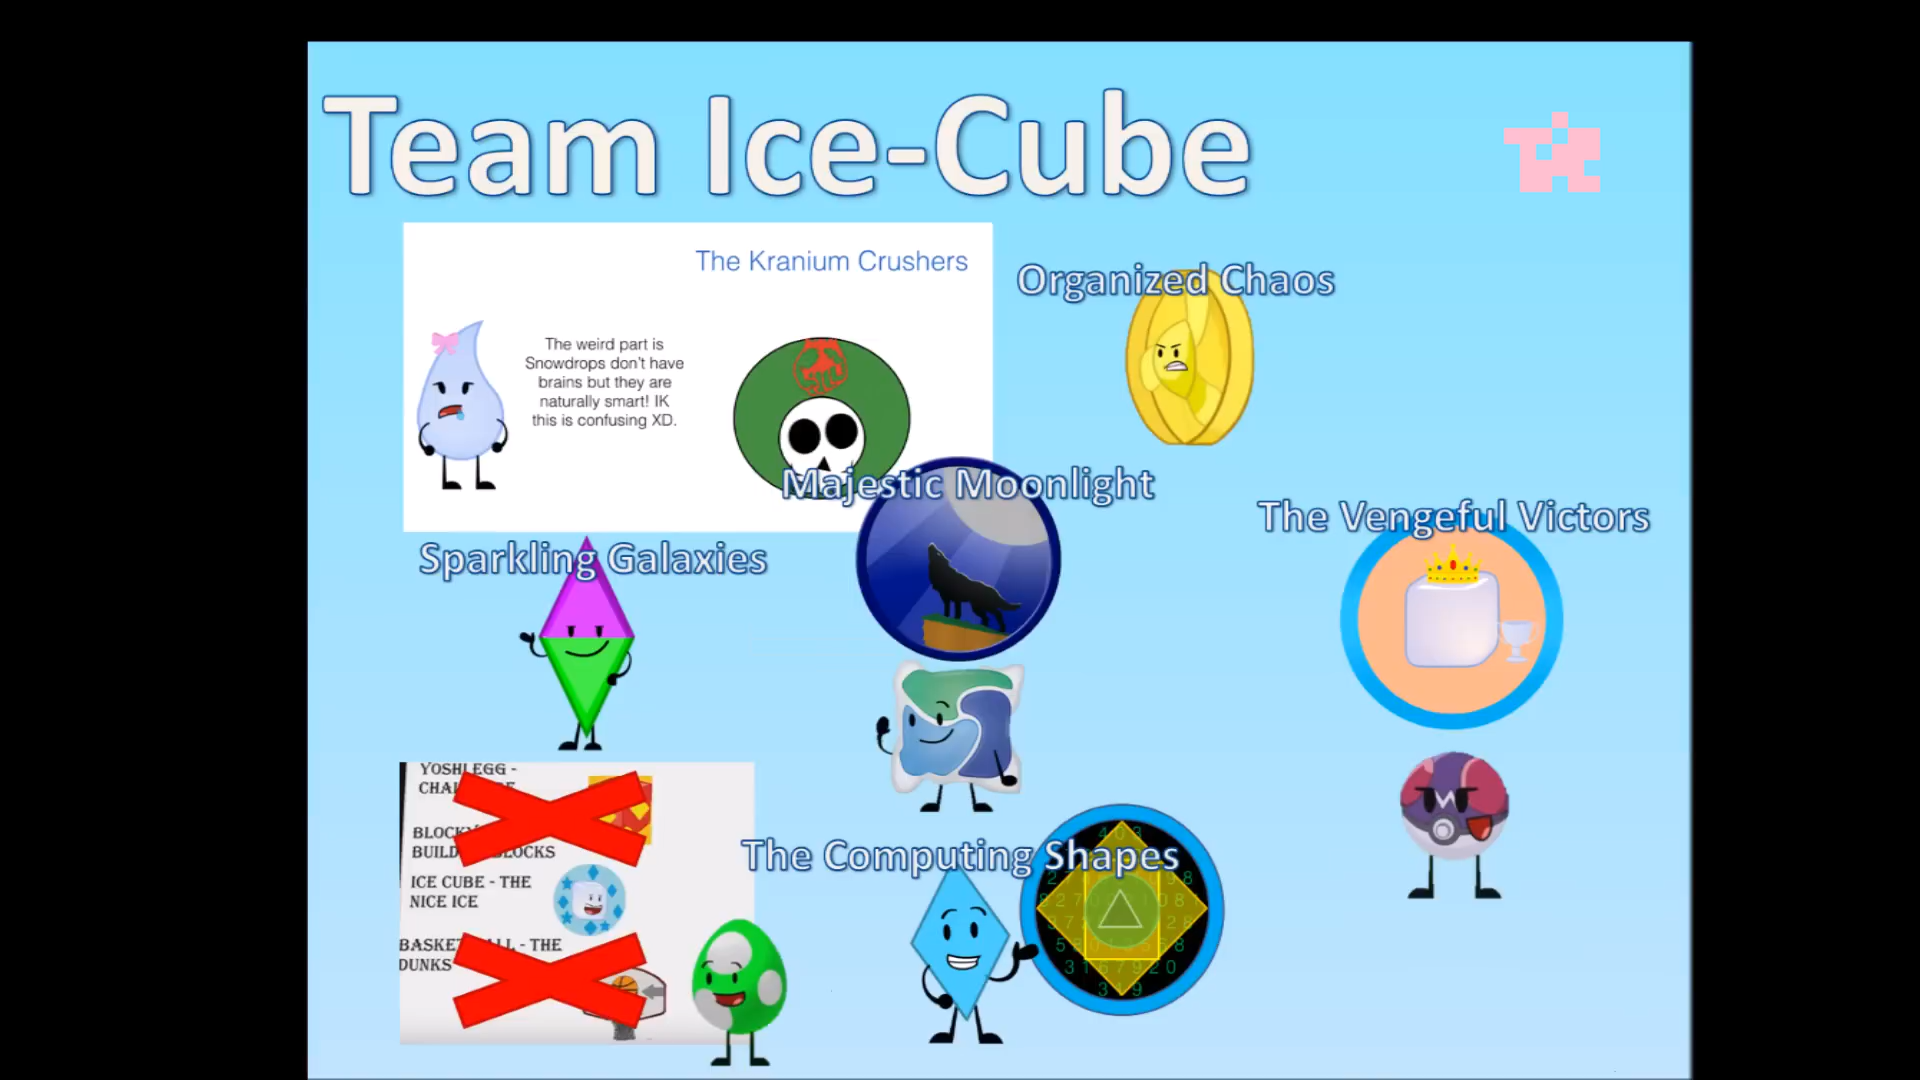 Team Ice-Cube
The Kranium Crushers
The weird part is
Snowdrops don't have
brains but they are
naturally smart! IK
this is confusing XD.
Organized Chaos
Majestic Moonlight
The Vengeful Victors
Sparkling Galaxies
YOSHI EGG -
BLOCKS
ICE CUBE - THE
NICE ICE
- THE
DUNKS
The Computing Shapes